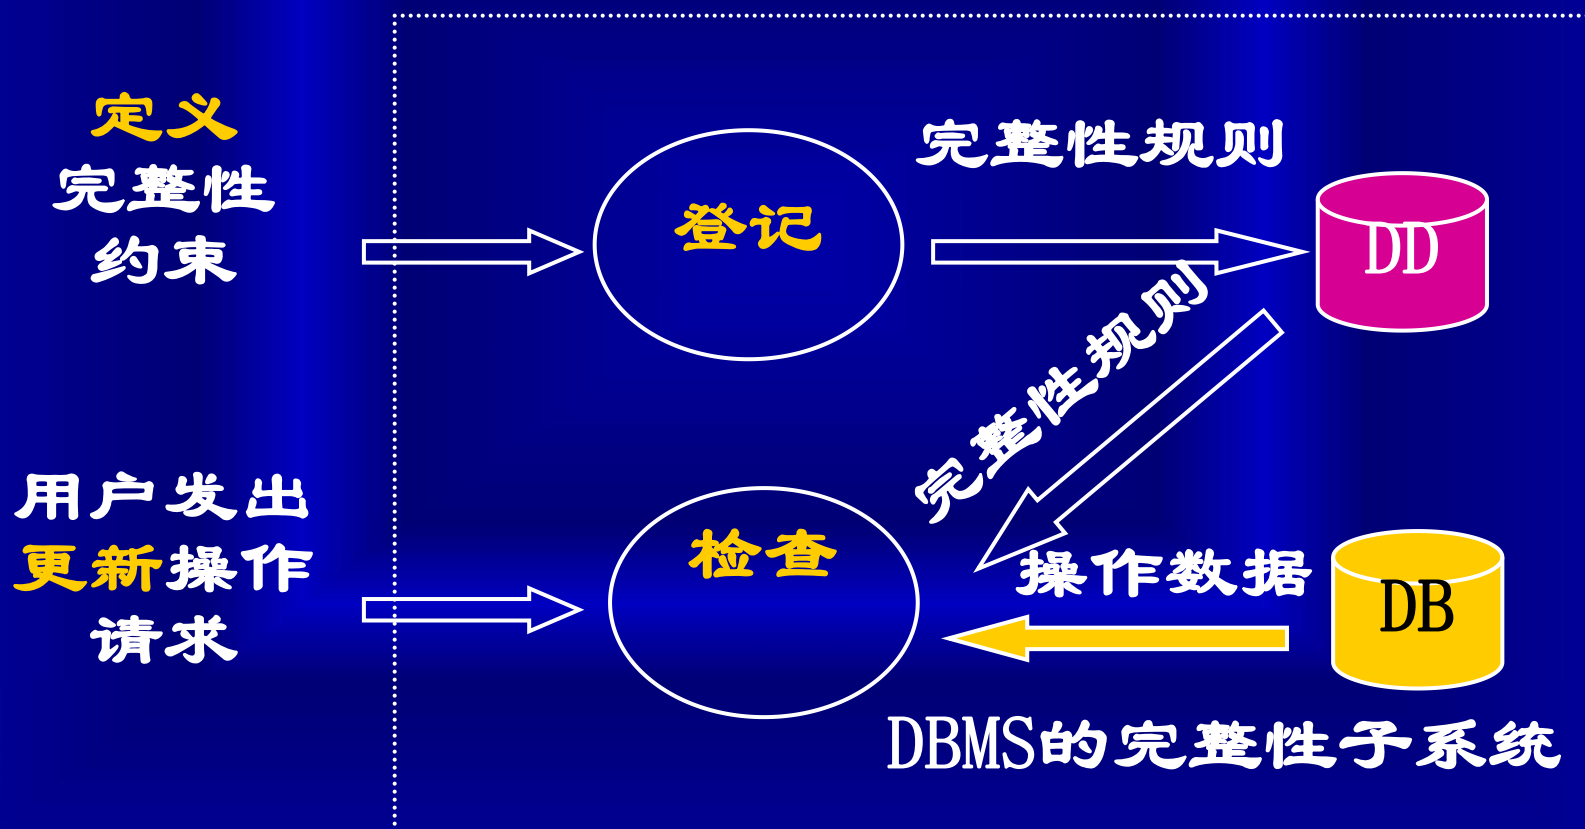 定义
完整性
约束
登记
完整性规则
DD
完整性规则
用户发出
更新操作
请求
检查
操作数据
DB
DBMS的完整性子系统